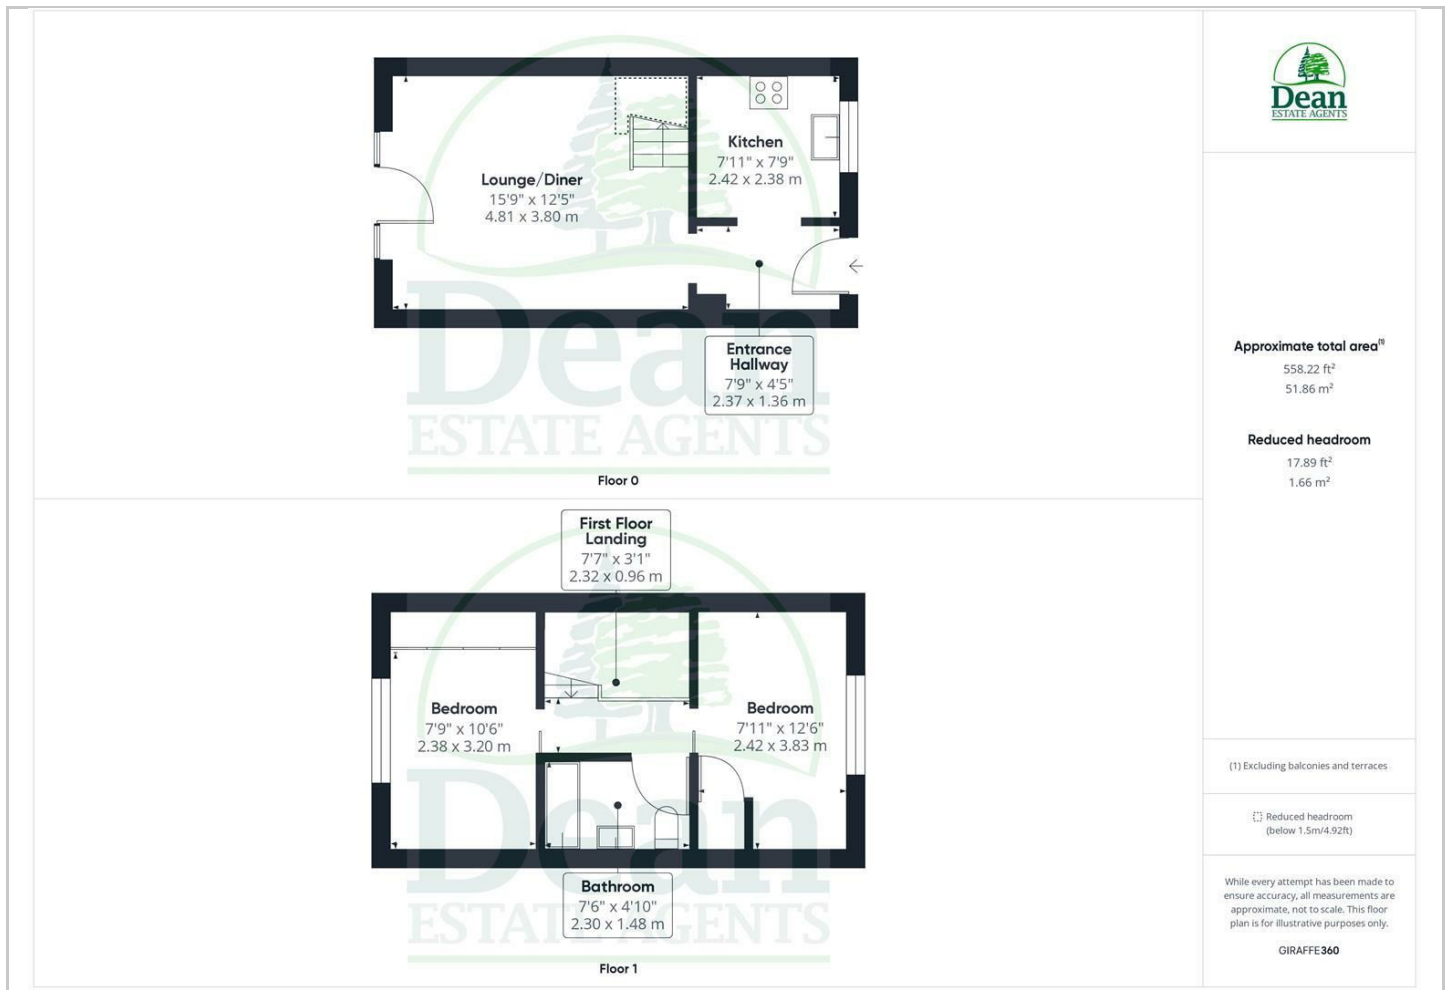 Kitchen
7'11" x 7'9"
2.42 x 2.38 m
Lounge/Diner
15'9" x 12'5"
4.81 x 3.80 m
Entrance
Hallway
7'9" x 4'5"
2.37 x 1.36 m
Dean
ESTATE AGENTS
Floor 0
First Floor
Landing
7'7" x 3'1"
2.32 x 0.96 m
Bedroom
7'9" x 10'6"
2.38 x 3.20 m
Bedroom
7'11" x 12'6"
2.42 x 3.83 m
Bathroom
7'6" x 4'10"
2.30 x 1.48 m
Dean
ESTATE AGENTS
Floor 1
Dean
ESTATE AGENTS
Approximate total area(1)
558.22 ft²
51.86 m²
Reduced headroom
17.89 ft²
1.66 m²
(1) Excluding balconies and terraces
Reduced headroom
(below 1.5m/4.92ft)
While every attempt has been made to
ensure accuracy, all measurements are
approximate, not to scale. This floor
plan is for illustrative purposes only.
GIRAFFE360